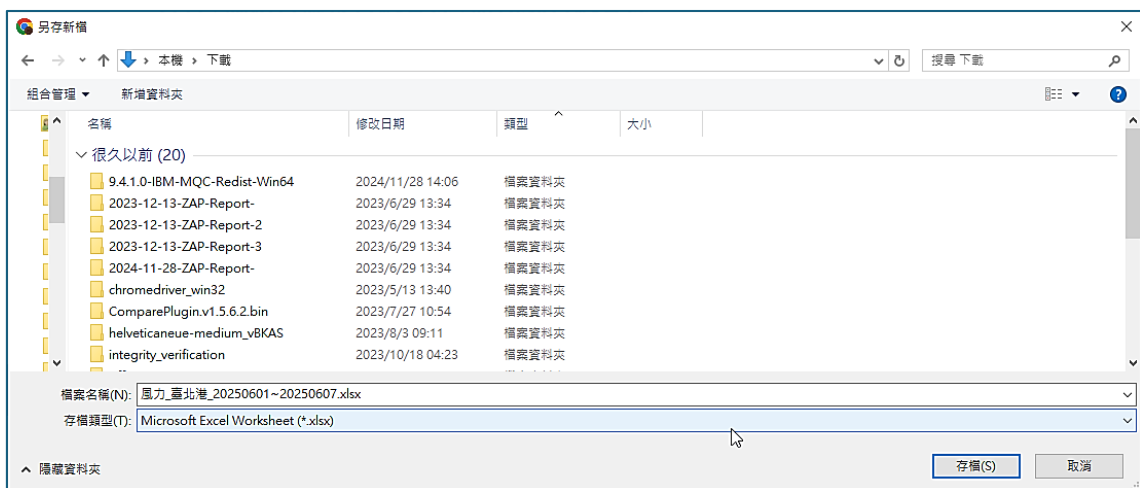 另存新檔
本機 › 下載
搜尋 下載
組合管理 新增資料夾
名稱 修改日期 類型 大小
很久以前 (20)
9.4.1.0-IBM-MQC-Redist-Win64 2024/11/28 14:06 檔案資料夾
2023-12-13-ZAP-Report- 2023/6/29 13:34 檔案資料夾
2023-12-13-ZAP-Report-2 2023/6/29 13:34 檔案資料夾
2023-12-13-ZAP-Report-3 2023/6/29 13:34 檔案資料夾
2024-11-28-ZAP-Report- 2023/6/29 13:34 檔案資料夾
chromedriver_win32 2023/5/13 13:40 檔案資料夾
ComparePlugin.v1.5.6.2.bin 2023/7/27 10:54 檔案資料夾
helveticaneue-medium_vBKAS 2023/8/3 09:11 檔案資料夾
integrity_verification 2023/10/18 04:23 檔案資料夾
檔案名稱(N): 風力_臺北港_20250601~20250607.xlsx
存檔類型(T): Microsoft Excel Worksheet (*.xlsx)
隱藏資料夾 存檔(S) 取消